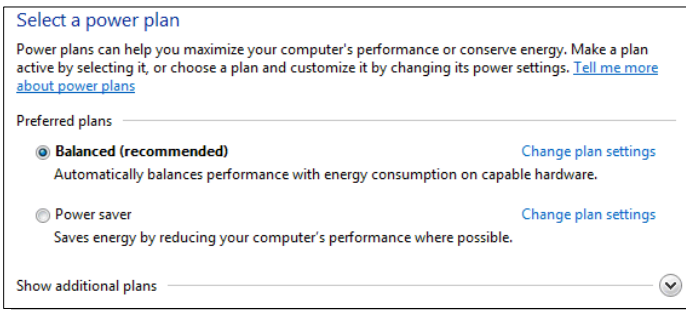 Select a power plan
Power plans can help you maximize your computer's performance or conserve energy. Make a plan
active by selecting it, or choose a plan and customize it by changing its power settings. Tell me more
about power plans
Preferred plans
Balanced (recommended) Change plan settings
Automatically balances performance with energy consumption on capable hardware.
Power saver Change plan settings
Saves energy by reducing your computer's performance where possible.
Show additional plans